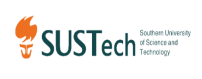 SUSTech
Southern University
of Science and
Technology